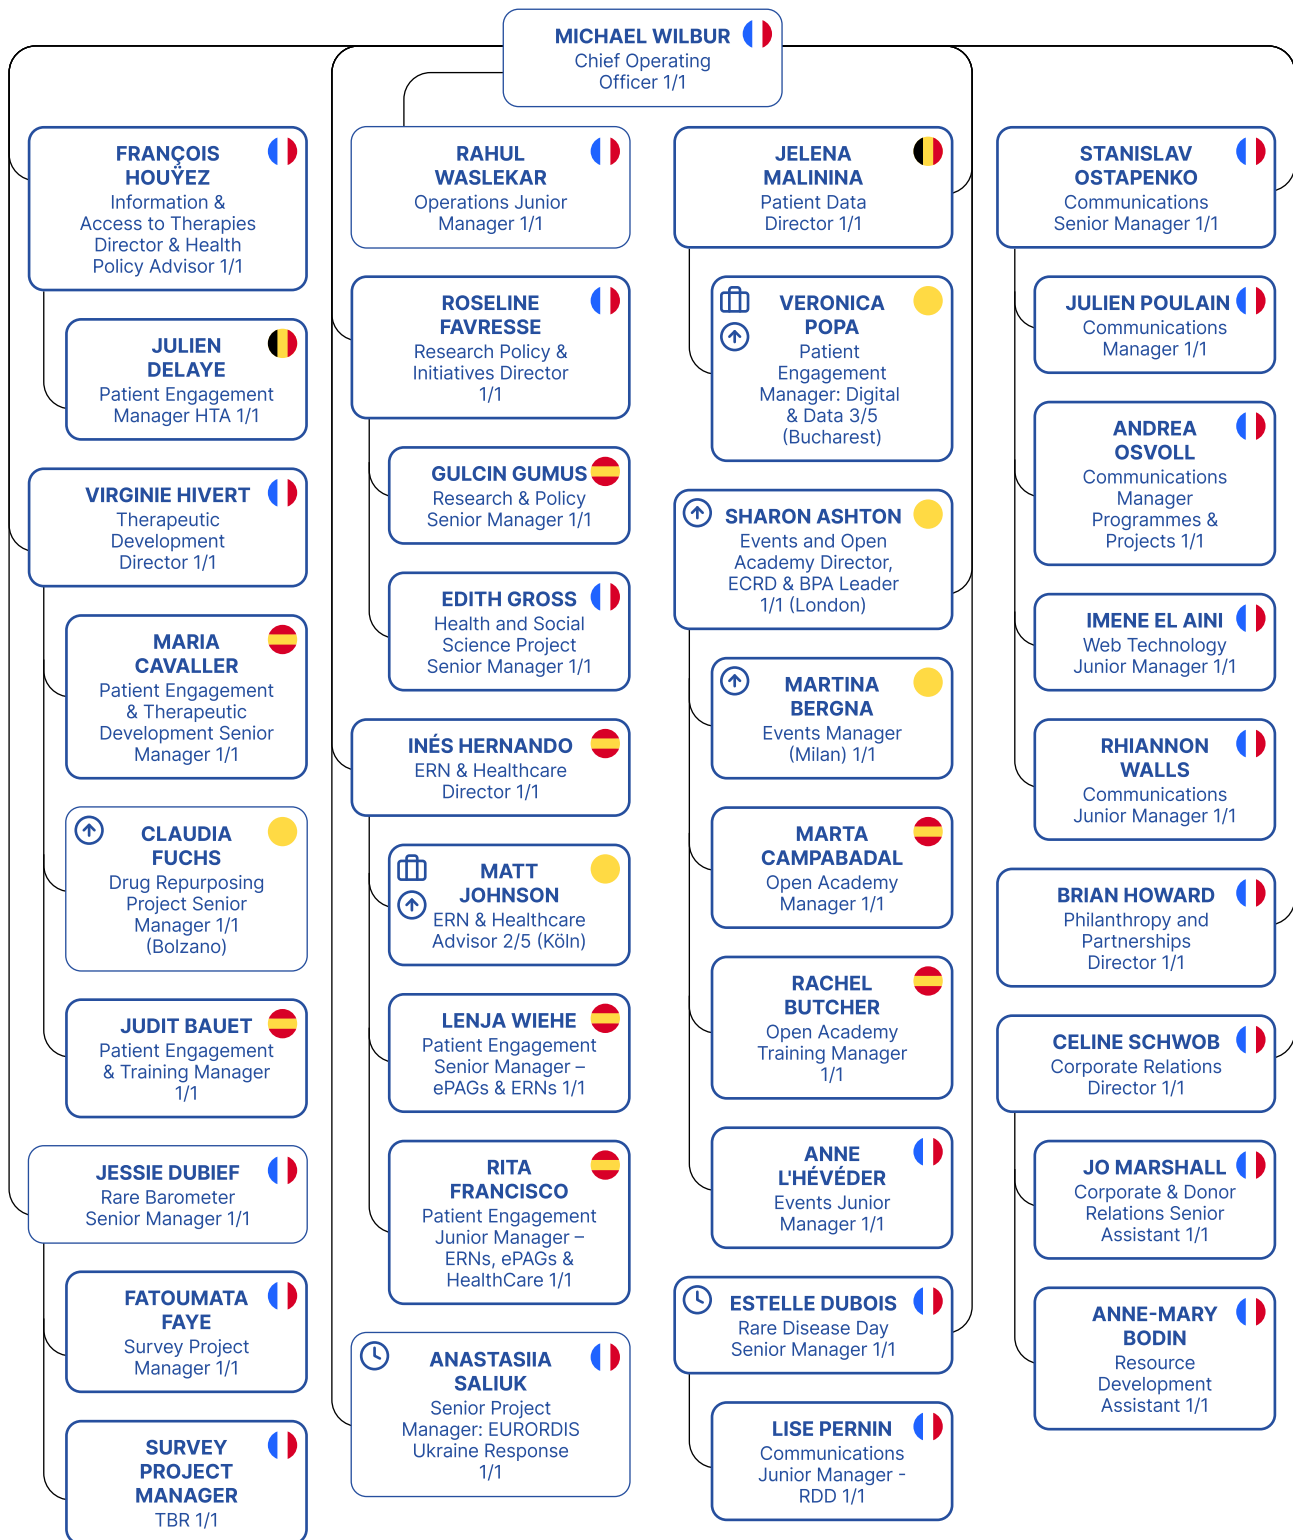 MICHAEL WILBUR
Chief Operating
Officer 1/1
FRANÇOIS
HOUŸEZ
Information &
Access to Therapies
Director & Health
Policy Advisor 1/1
JULIEN
DELAYE
Patient Engagement
Manager HTA 1/1
VIRGINIE HIVERT
Therapeutic
Development
Director 1/1
MARIA
CAVALLER
Patient Engagement
& Therapeutic
Development Senior
Manager 1/1
CLAUDIA
FUCHS
Drug Repurposing
Project Senior
Manager 1/1
(Bolzano)
JUDIT BAUET
Patient Engagement
& Training Manager
1/1
JESSIE DUBIEF
Rare Barometer
Senior Manager 1/1
FATOUMATA
FAYE
Survey Project
Manager 1/1
SURVEY
PROJECT
MANAGER
TBR 1/1
RAHUL
WASLEKAR
Operations Junior
Manager 1/1
ROSELINE
FAVRESSE
Research Policy &
Initiatives Director
1/1
GULCIN GUMUS
Research & Policy
Senior Manager 1/1
EDITH GROSS
Health and Social
Science Project
Senior Manager 1/1
INÉS HERNANDO
ERN & Healthcare
Director 1/1
MATT
JOHNSON
ERN & Healthcare
Advisor 2/5 (Köln)
LENJA WIEHE
Patient Engagement
Senior Manager –
ePAGs & ERNs 1/1
RITA
FRANCISCO
Patient Engagement
Junior Manager –
ERNs, ePAGs &
HealthCare 1/1
ANASTASIIA
SALIUK
Senior Project
Manager: EURORDIS
Ukraine Response
1/1
JELENA
MALININA
Patient Data
Director 1/1
VERONICA
POPA
Patient
Engagement
Manager: Digital
& Data 3/5
(Bucharest)
SHARON ASHTON
Events and Open
Academy Director,
ECRD & BPA Leader
1/1 (London)
MARTINA
BERGNA
Events Manager
(Milan) 1/1
MARTA
CAMPABADAL
Open Academy
Manager 1/1
RACHEL
BUTCHER
Open Academy
Training Manager
1/1
ANNE
L'HÉVÉDER
Events Junior
Manager 1/1
ESTELLE DUBOIS
Rare Disease Day
Senior Manager 1/1
LISE PERNIN
Communications
Junior Manager -
RDD 1/1
STANISLAV
OSTAPENKO
Communications
Senior Manager 1/1
JULIEN POULAIN
Communications
Manager 1/1
ANDREA
OSVOLL
Communications
Manager
Programmes &
Projects 1/1
IMENE EL AINI
Web Technology
Junior Manager 1/1
RHIANNON
WALLS
Communications
Junior Manager 1/1
BRIAN HOWARD
Philanthropy and
Partnerships
Director 1/1
CELINE SCHWOB
Corporate Relations
Director 1/1
JO MARSHALL
Corporate & Donor
Relations Senior
Assistant 1/1
ANNE-MARY
BODIN
Resource
Development
Assistant 1/1